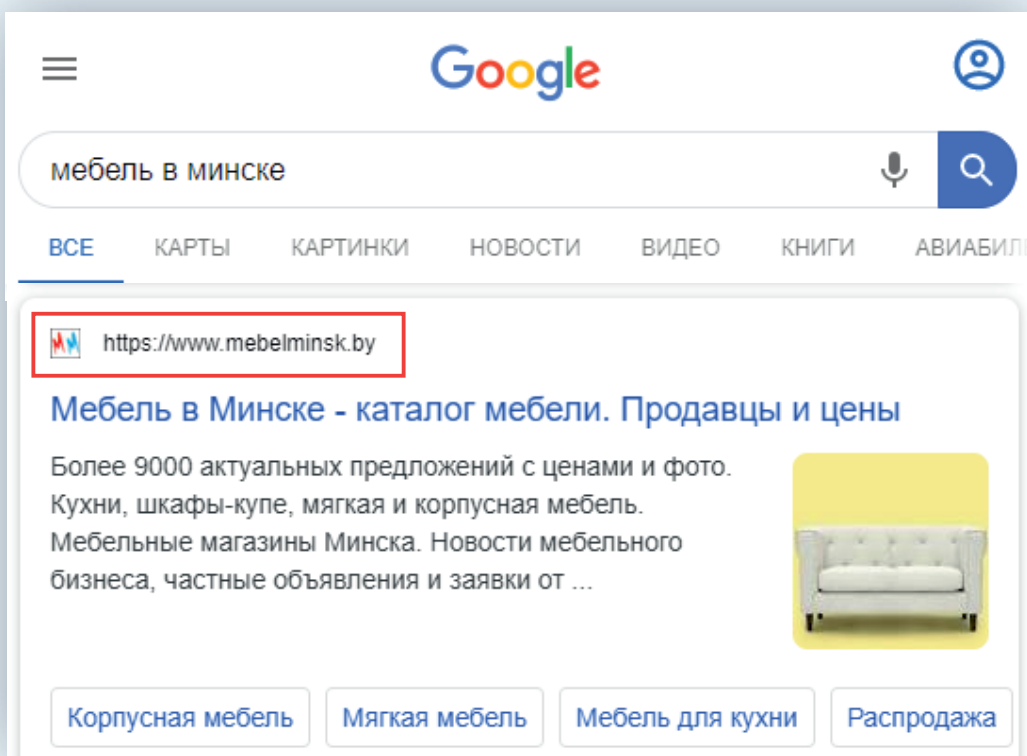 Google
мебель в минске
ВСЕ КАРТЫ КАРТИНКИ НОВОСТИ ВИДЕО КНИГИ
https://www.mebelminsk.by
Мебель в Минске - каталог мебели. Продавцы и цены
Более 9000 актуальных предложений с ценами и фото.
Кухни, шкафы-купе, мягкая и корпусная мебель.
Мебельные магазины Минска. Новости мебельного
бизнеса, частные объявления и заявки от ...
Корпусная мебель Мягкая мебель Мебель для кухни Распродажа